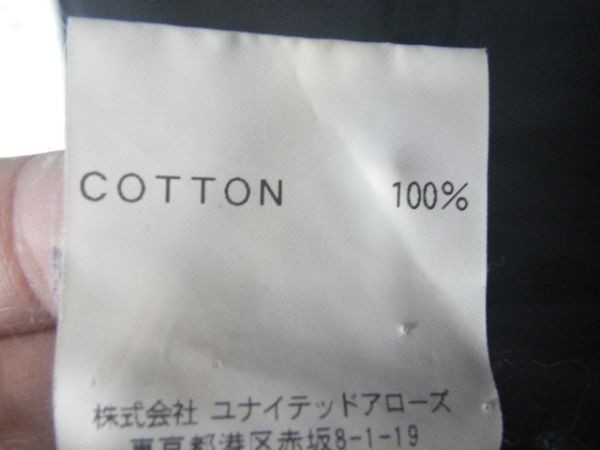 COTTON 100%
株式会社 ユナイテッドアローズ
東京都港区赤坂8-1-19